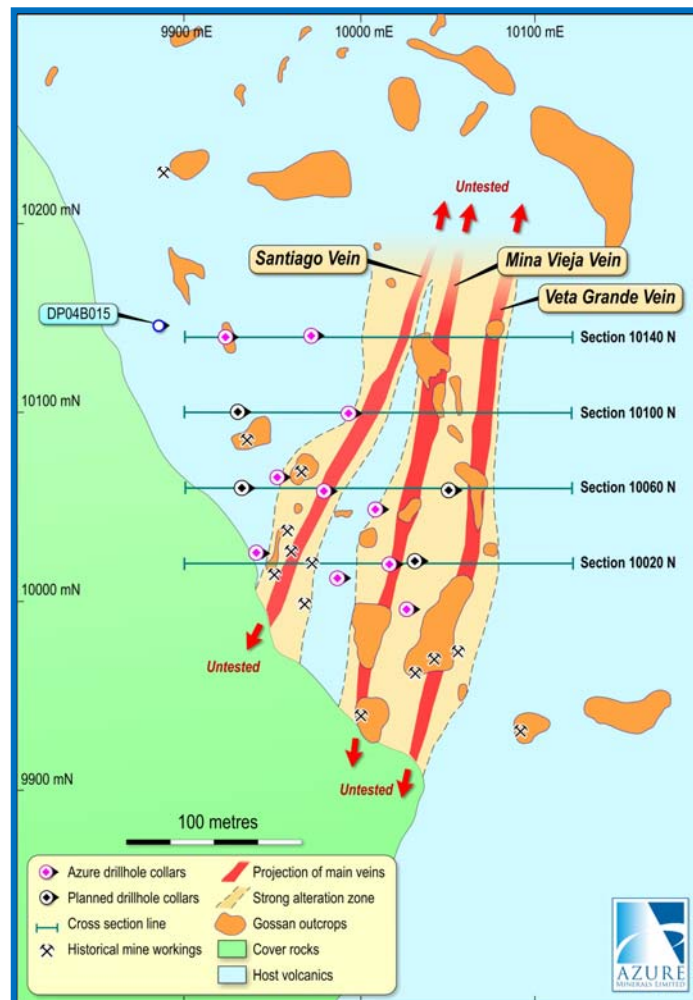 9900 mE
10000 mE
10100 mE
Untested
10200 mN
Santiago Vein
Mina Vieja Vein
Veta Grande Vein
DP04B015
Section 10140 N
10100 mN
Section 10100 N
Section 10060 N
Section 10020 N
10000 mN
Untested
Untested
9900 mN
100 metres
Azure drillhole collars
Planned drillhole collars
Cross section line
Historical mine workings
Projection of main veins
Strong alteration zone
Gossan outcrops
Cover rocks
Host volcanics
AZURE
MINERALS LIMITED